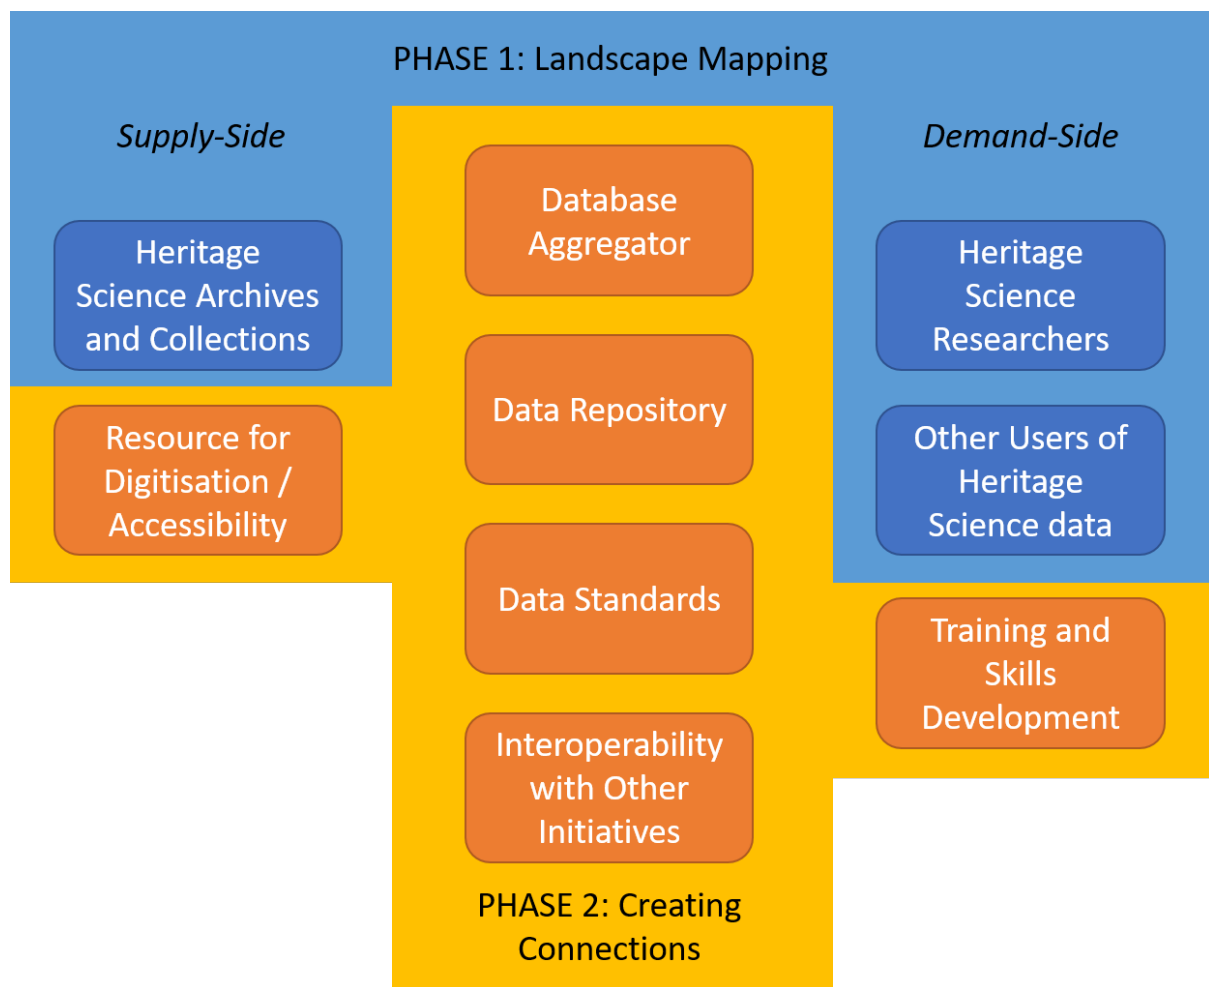 PHASE 1: Landscape Mapping
Supply-Side
Heritage
Science Archives
and Collections
Resource for
Digitisation /
Accessibility
Database
Aggregator
Data Repository
Data Standards
Interoperability
with Other
Initiatives
PHASE 2: Creating
Connections
Demand-Side
Heritage
Science
Researchers
Other Users of
Heritage
Science data
Training and
Skills
Development